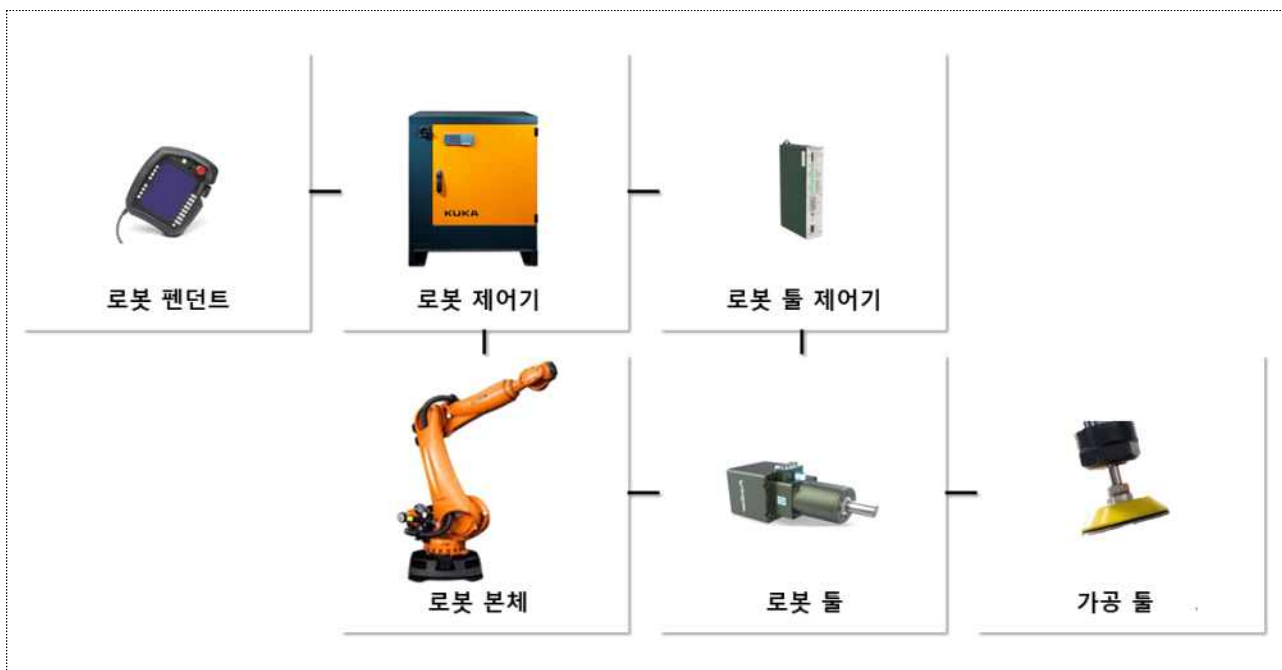 KUKA
로봇 펜던트
로봇 제어기
로봇 툴 제어기
로봇 본체
로봇 툴
가공 툴